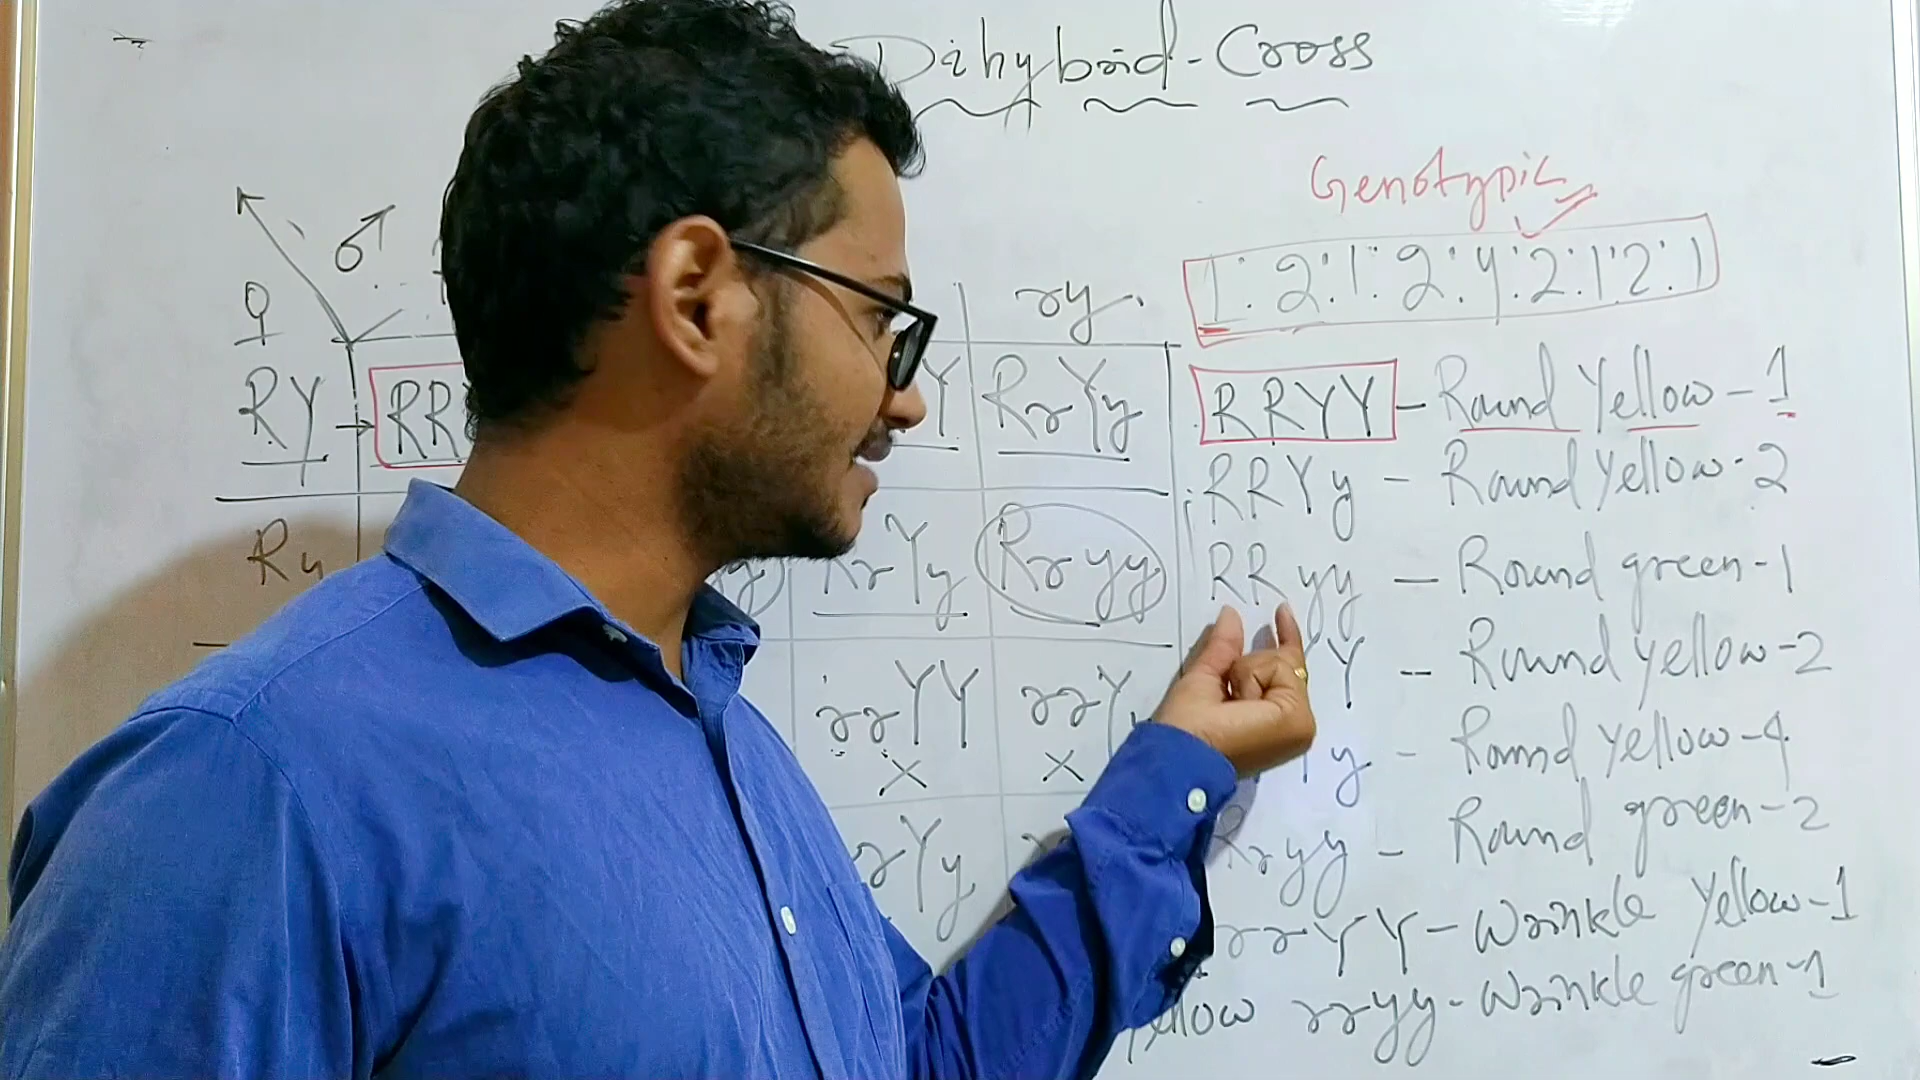 Dihybrid-Cross
Genotypic
1:2:1:2:4:2:1:2:1
♂
♀
ry
RY RrYy
Ry RrYy Rryy
rrYY
rYy
RRYY - Round Yellow - 1
RRYy - Round Yellow - 2
RRyy - Round green - 1
Y - Round Yellow - 2
y - Round Yellow - 4
Rryy - Round green - 2
rrYY - Wrinkle Yellow - 1
Yellow rryy - Wrinkle green - 1